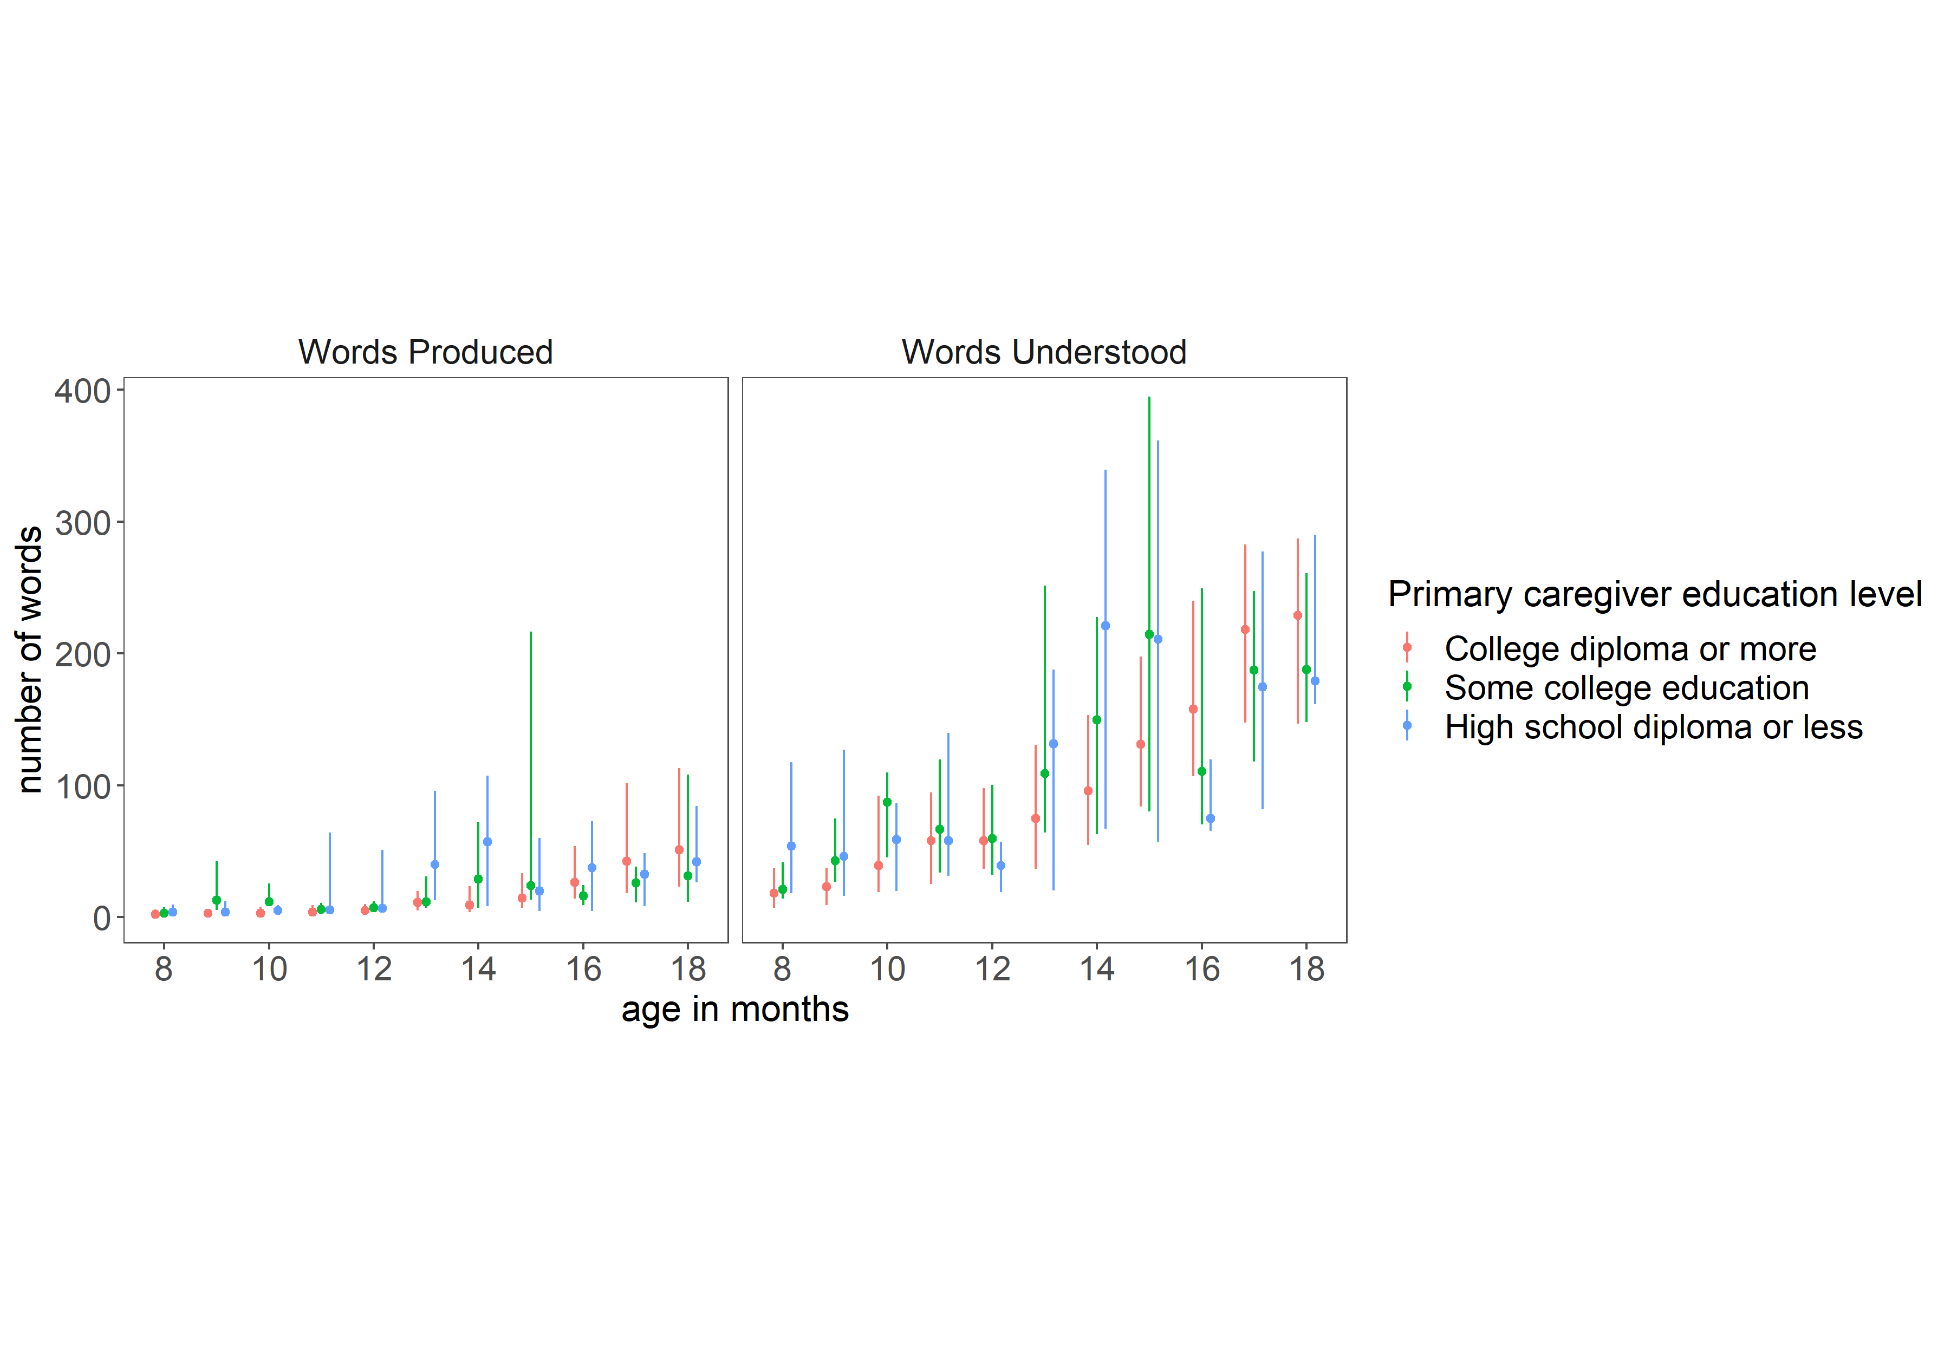 Words Produced
Words Understood
400
300
200
100
0
number of words
8 10 12 14 16 18
8 10 12 14 16 18
age in months
Primary caregiver education level
College diploma or more
Some college education
High school diploma or less